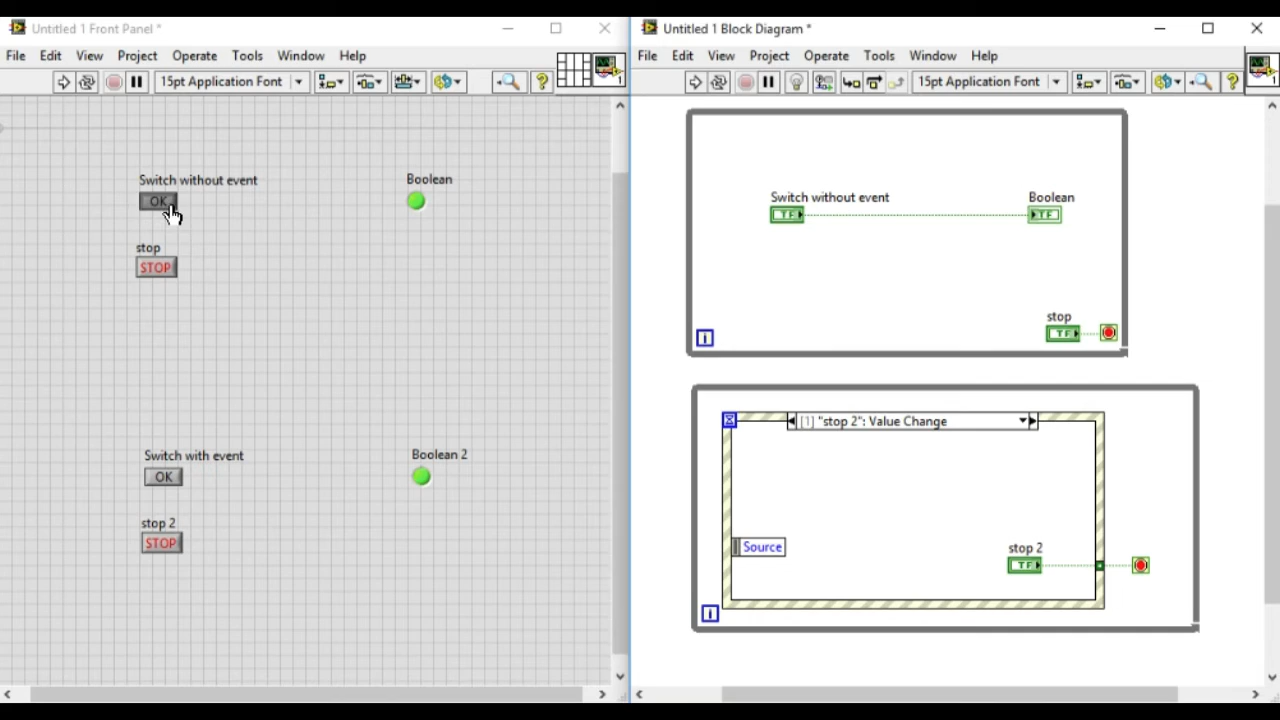 Untitled 1 Front Panel *
File Edit View Project Operate Tools Window Help
15pt Application Font
Switch without event
OK
Boolean
stop
STOP
Switch with event
OK
Boolean 2
stop 2
STOP
Untitled 1 Block Diagram *
File Edit View Project Operate Tools Window Help
15pt Application Font
Switch without event
TF
Boolean
TF
stop
TF
i
[1] "stop 2": Value Change
Source
stop 2
TF
i